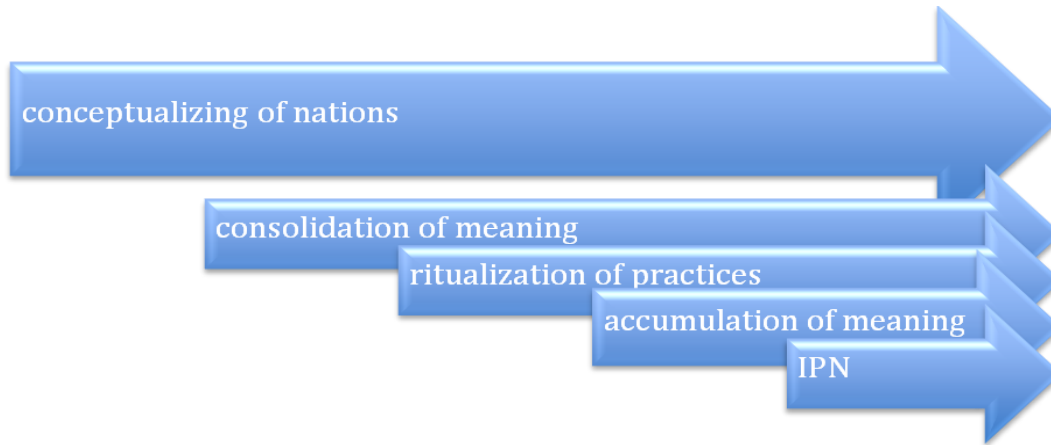 conceptualizing of nations
consolidation of meaning
ritualization of practices
accumulation of meaning
IPN